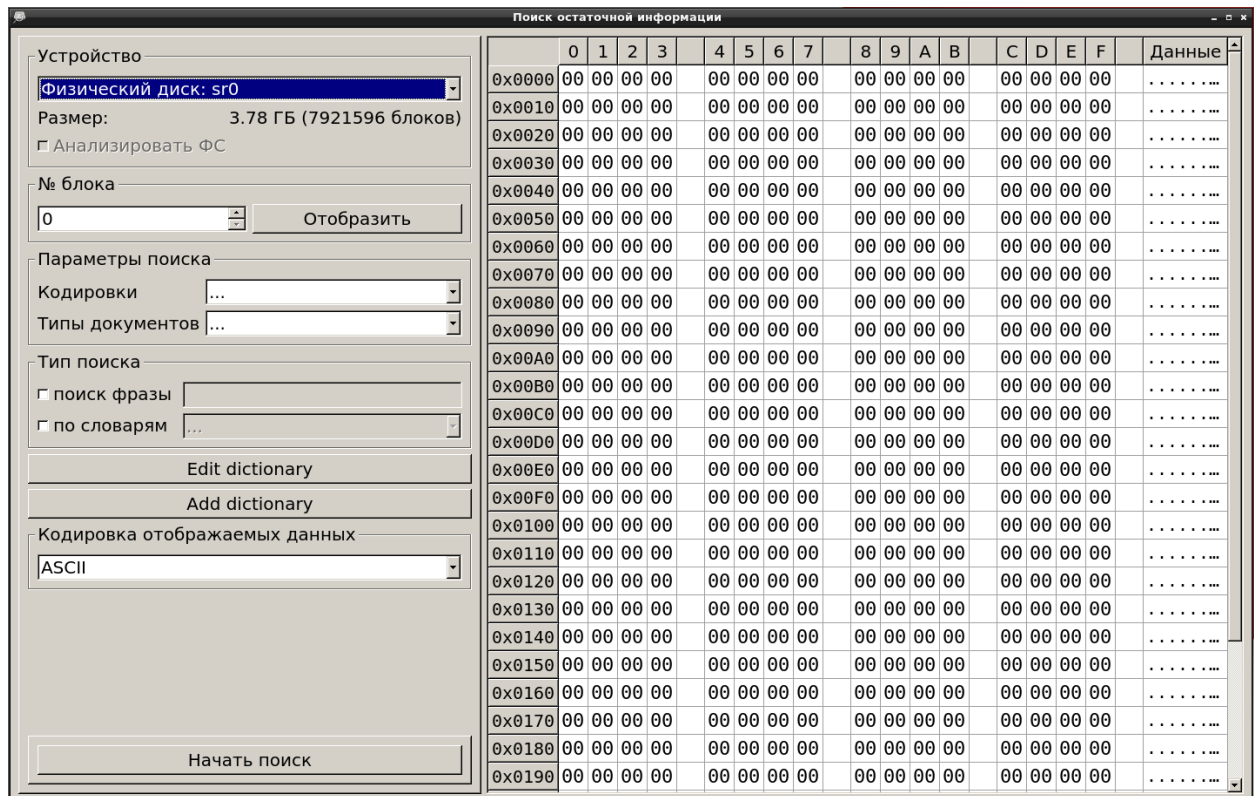 Поиск остаточной информации
Устройство
Физический диск: sr0
Размер: 3.78 ГБ (7921596 блоков)
Анализировать ФС
№ блока
0 Отобразить
Параметры поиска
Кодировки ...
Типы документов ...
Тип поиска
поиск фразы
по словарям ...
Edit dictionary
Add dictionary
Кодировка отображаемых данных
ASCII
Начать поиск
0 1 2 3 4 5 6 7 8 9 A B C D E F Данные
0x0000 00 00 00 00 00 00 00 00 00 00 00 00 00 00 00 00 ......…
0x0010 00 00 00 00 00 00 00 00 00 00 00 00 00 00 00 00 ......…
0x0020 00 00 00 00 00 00 00 00 00 00 00 00 00 00 00 00 ......…
0x0030 00 00 00 00 00 00 00 00 00 00 00 00 00 00 00 00 ......…
0x0040 00 00 00 00 00 00 00 00 00 00 00 00 00 00 00 00 ......…
0x0050 00 00 00 00 00 00 00 00 00 00 00 00 00 00 00 00 ......…
0x0060 00 00 00 00 00 00 00 00 00 00 00 00 00 00 00 00 ......…
0x0070 00 00 00 00 00 00 00 00 00 00 00 00 00 00 00 00 ......…
0x0080 00 00 00 00 00 00 00 00 00 00 00 00 00 00 00 00 ......…
0x0090 00 00 00 00 00 00 00 00 00 00 00 00 00 00 00 00 ......…
0x00A0 00 00 00 00 00 00 00 00 00 00 00 00 00 00 00 00 ......…
0x00B0 00 00 00 00 00 00 00 00 00 00 00 00 00 00 00 00 ......…
0x00C0 00 00 00 00 00 00 00 00 00 00 00 00 00 00 00 00 ......…
0x00D0 00 00 00 00 00 00 00 00 00 00 00 00 00 00 00 00 ......…
0x00E0 00 00 00 00 00 00 00 00 00 00 00 00 00 00 00 00 ......…
0x00F0 00 00 00 00 00 00 00 00 00 00 00 00 00 00 00 00 ......…
0x0100 00 00 00 00 00 00 00 00 00 00 00 00 00 00 00 00 ......…
0x0110 00 00 00 00 00 00 00 00 00 00 00 00 00 00 00 00 ......…
0x0120 00 00 00 00 00 00 00 00 00 00 00 00 00 00 00 00 ......…
0x0130 00 00 00 00 00 00 00 00 00 00 00 00 00 00 00 00 ......…
0x0140 00 00 00 00 00 00 00 00 00 00 00 00 00 00 00 00 ......…
0x0150 00 00 00 00 00 00 00 00 00 00 00 00 00 00 00 00 ......…
0x0160 00 00 00 00 00 00 00 00 00 00 00 00 00 00 00 00 ......…
0x0170 00 00 00 00 00 00 00 00 00 00 00 00 00 00 00 00 ......…
0x0180 00 00 00 00 00 00 00 00 00 00 00 00 00 00 00 00 ......…
0x0190 00 00 00 00 00 00 00 00 00 00 00 00 00 00 00 00 ......…